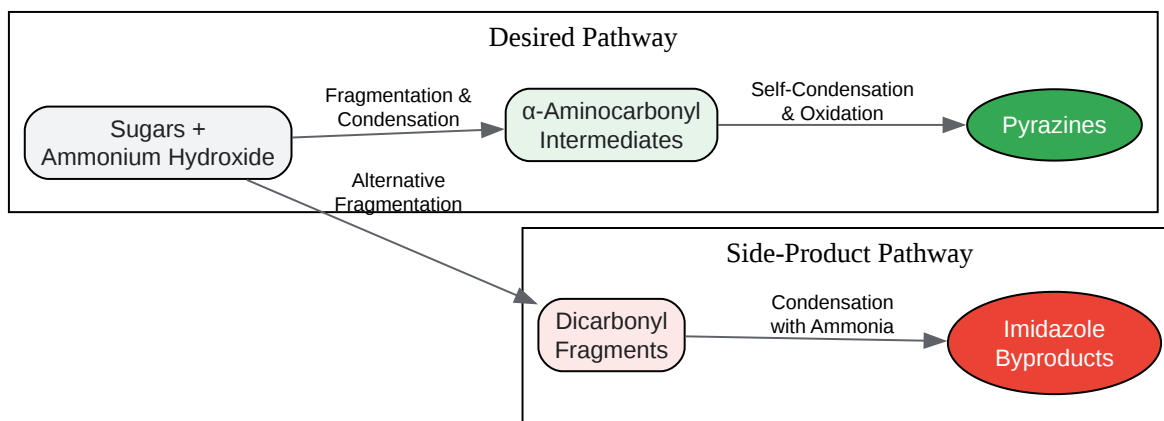 Desired Pathway
Sugars +
Ammonium Hydroxide
Fragmentation &
Condensation
α-Aminocarbonyl
Intermediates
Self-Condensation
& Oxidation
Pyrazines
Alternative
Fragmentation
Side-Product Pathway
Dicarbonyl
Fragments
Condensation
with Ammonia
Imidazole
Byproducts